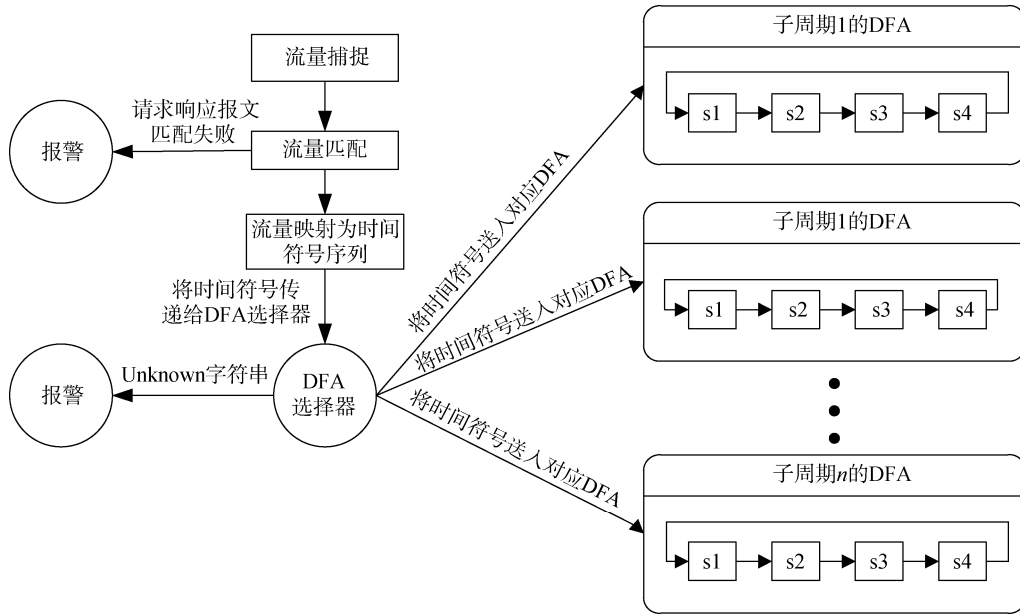 流量捕捉
请求响应报文
匹配失败
报警
流量匹配
流量映射为时间
符号序列
将时间符号传
递给DFA选择器
报警
Unknown字符串
DFA
选择器
将时间符号送入对应DFA
将时间符号送入对应DFA
将时间符号送入对应DFA
子周期1的DFA
s1
s2
s3
s4
子周期1的DFA
s1
s2
s3
s4
子周期n的DFA
s1
s2
s3
s4